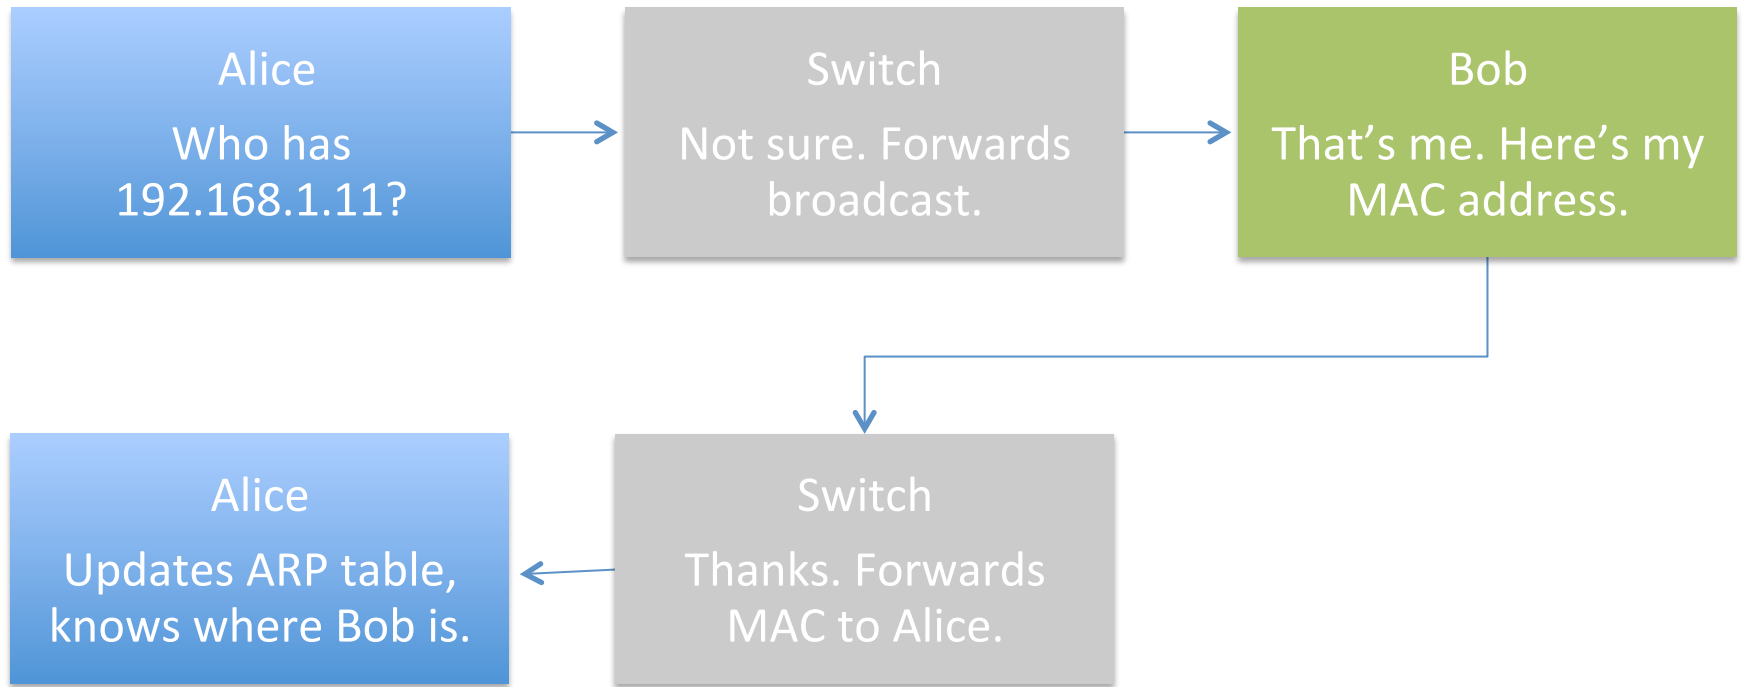 Alice
Who has
192.168.1.11?
Switch
Not sure. Forwards
broadcast.
Bob
That’s me. Here’s my
MAC address.
Alice
Updates ARP table,
knows where Bob is.
Switch
Thanks. Forwards
MAC to Alice.